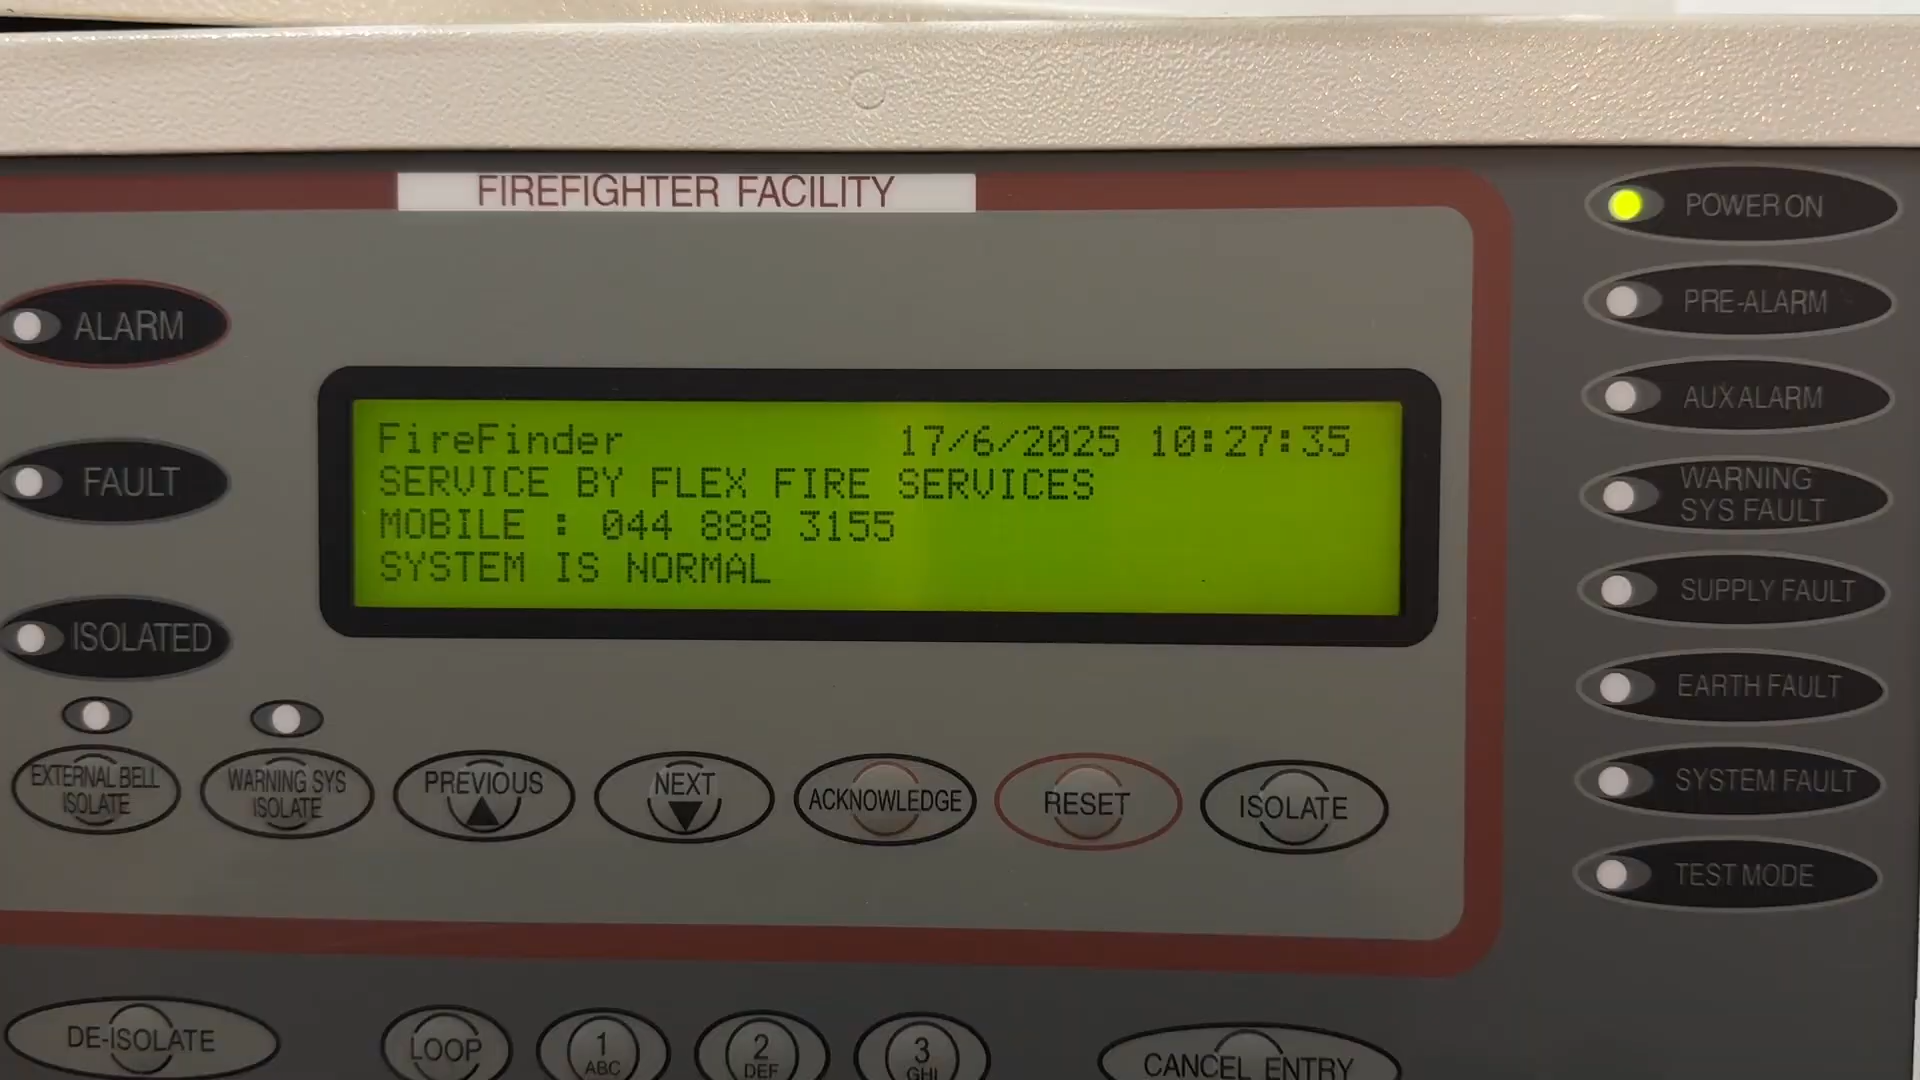 FIREFIGHTER FACILITY
POWER ON
PRE-ALARM
AUX ALARM
WARNING
SYS FAULT
SUPPLY FAULT
EARTH FAULT
SYSTEM FAULT
TEST MODE
ALARM
FAULT
ISOLATED
FireFinder 17/6/2025 10:27:35
SERVICE BY FLEX FIRE SERVICES
MOBILE : 044 888 3155
SYSTEM IS NORMAL
EXTERNAL BELL
ISOLATE
WARNING SYS
ISOLATE
PREVIOUS
NEXT
ACKNOWLEDGE
RESET
ISOLATE
DE-ISOLATE
LOOP
1
ABC
2
DEF
3
GHI
CANCEL ENTRY